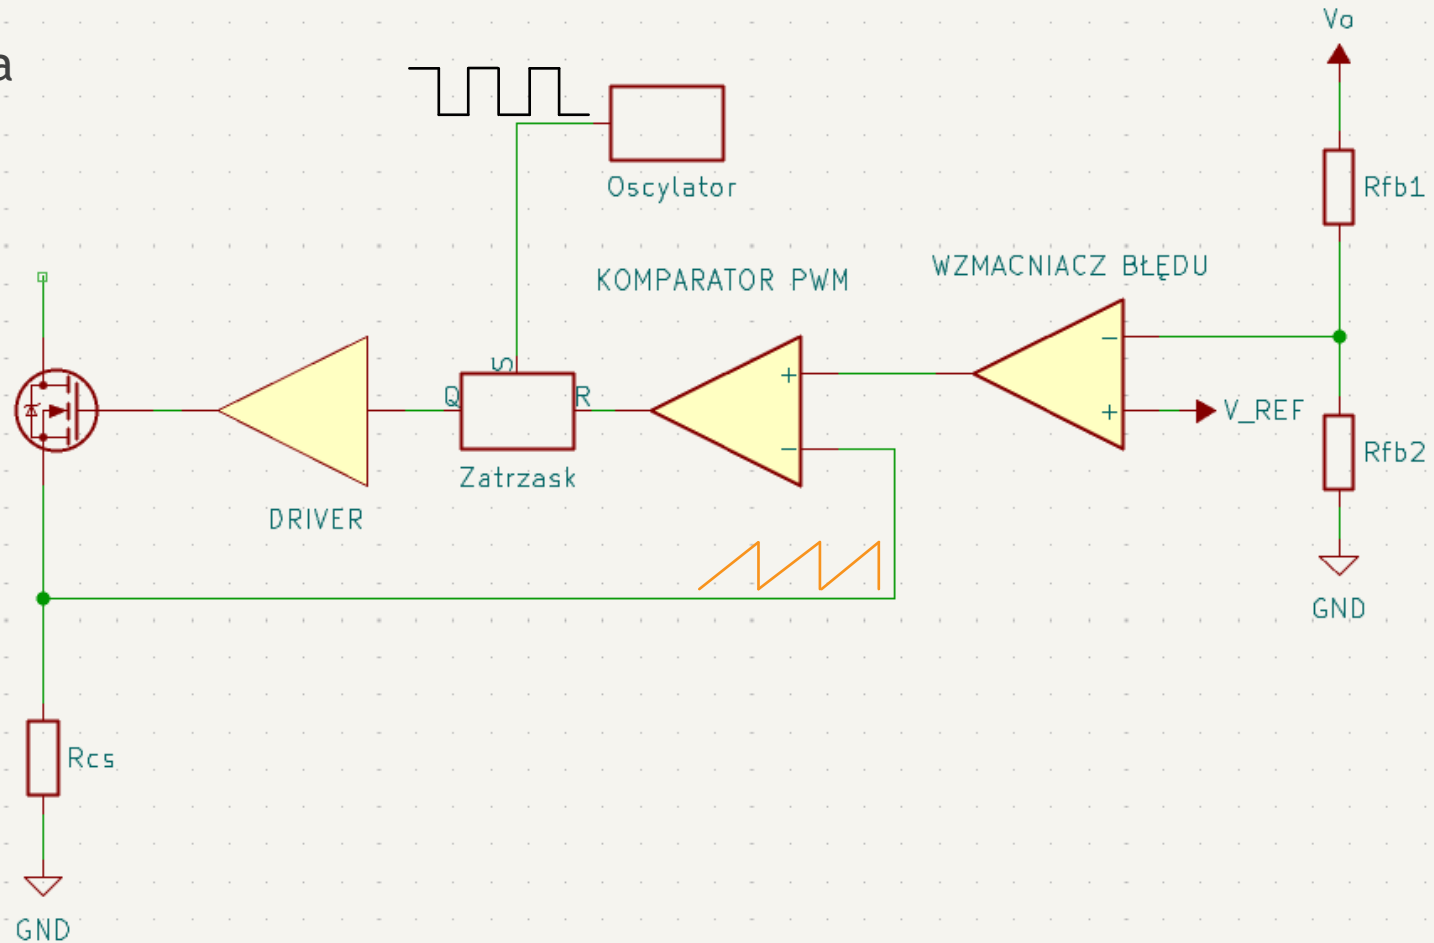 a
Vo
Oscylator
Rfb1
KOMPARATOR PWM
WZMACNIACZ BŁĘDU
S
Q
R
+
−
−
+
V_REF
Rfb2
Zatrzask
DRIVER
GND
Rcs
GND